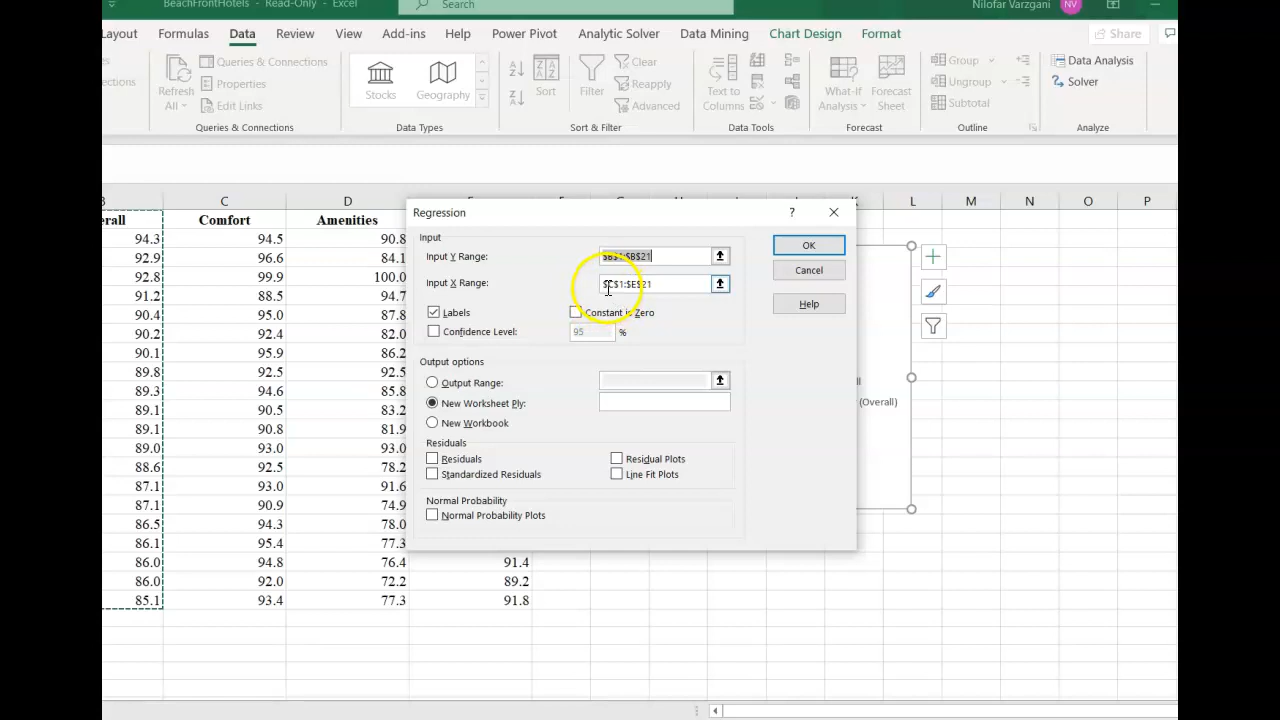 BeachFrontHotels - Read-Only - Excel
Search
Nilofar Varzgani
NV
Layout Formulas Data Review View Add-ins Help Power Pivot Analytic Solver Data Mining Chart Design Format
Share
Refresh All
Queries & Connections
Properties
Edit Links
Queries & Connections
Stocks
Geography
Data Types
Sort
Filter
Clear
Reapply
Advanced
Sort & Filter
Text to Columns
Data Tools
What-If Analysis
Forecast Sheet
Forecast
Group
Ungroup
Subtotal
Outline
Data Analysis
Solver
Analyze
C D L M N O P
erall Comfort Amenities
94.3 94.5 90.8
92.9 96.6 84.1
92.8 99.9 100.0
91.2 88.5 94.7
90.4 95.0 87.8
90.2 92.4 82.0
90.1 95.9 86.2
89.8 92.5 92.5
89.3 94.6 85.8
89.1 90.5 83.2
89.1 90.8 81.9
89.0 93.0 93.0
88.6 92.5 78.2
87.1 93.0 91.6
87.1 90.9 74.9
86.5 94.3 78.0
86.1 95.4 77.3
86.0 94.8 76.4 91.4
86.0 92.0 72.2 89.2
85.1 93.4 77.3 91.8
Regression
?
Input
Input Y Range: $B$1:$B$21
Input X Range: $C$1:$E$21
Labels
Constant is Zero
Confidence Level: 95 %
Output options
Output Range:
New Worksheet Ply:
New Workbook
Residuals
Residuals
Residual Plots
Standardized Residuals
Line Fit Plots
Normal Probability
Normal Probability Plots
OK
Cancel
Help
ll
(Overall)